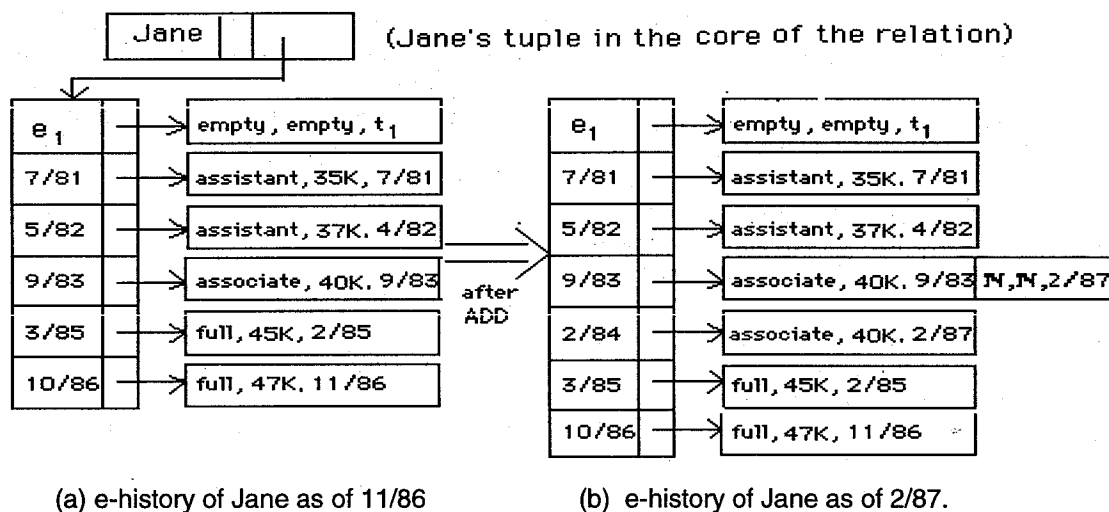 Jane
(Jane's tuple in the core of the relation)
e₁
empty, empty, t₁
7/81
assistant, 35K, 7/81
5/82
assistant, 37K. 4/82
9/83
associate, 40K. 9/83
3/85
full, 45K, 2/85
10/86
full, 47K. 11/86
after
ADD
e₁
empty, empty, t₁
7/81
assistant, 35K. 7/81
5/82
assistant, 37K. 4/82
9/83
associate, 40K. 9/83
2/87
2/84
associate, 40K. 2/87
3/85
full, 45K, 2/85
10/86
full, 47K, 11/86
(a) e-history of Jane as of 11/86
(b) e-history of Jane as of 2/87.